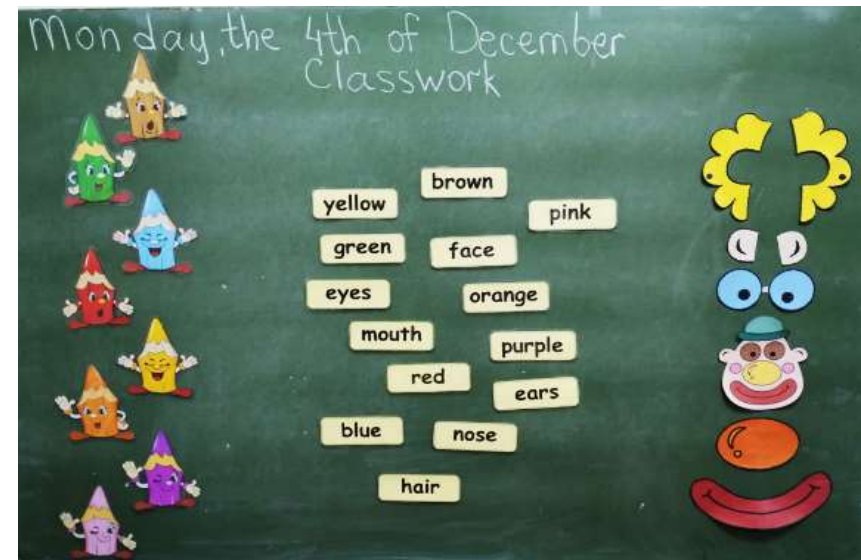 Monday, the 4th of December
Classwork
brown
yellow
pink
green
face
eyes
orange
mouth
purple
red
ears
blue
nose
hair